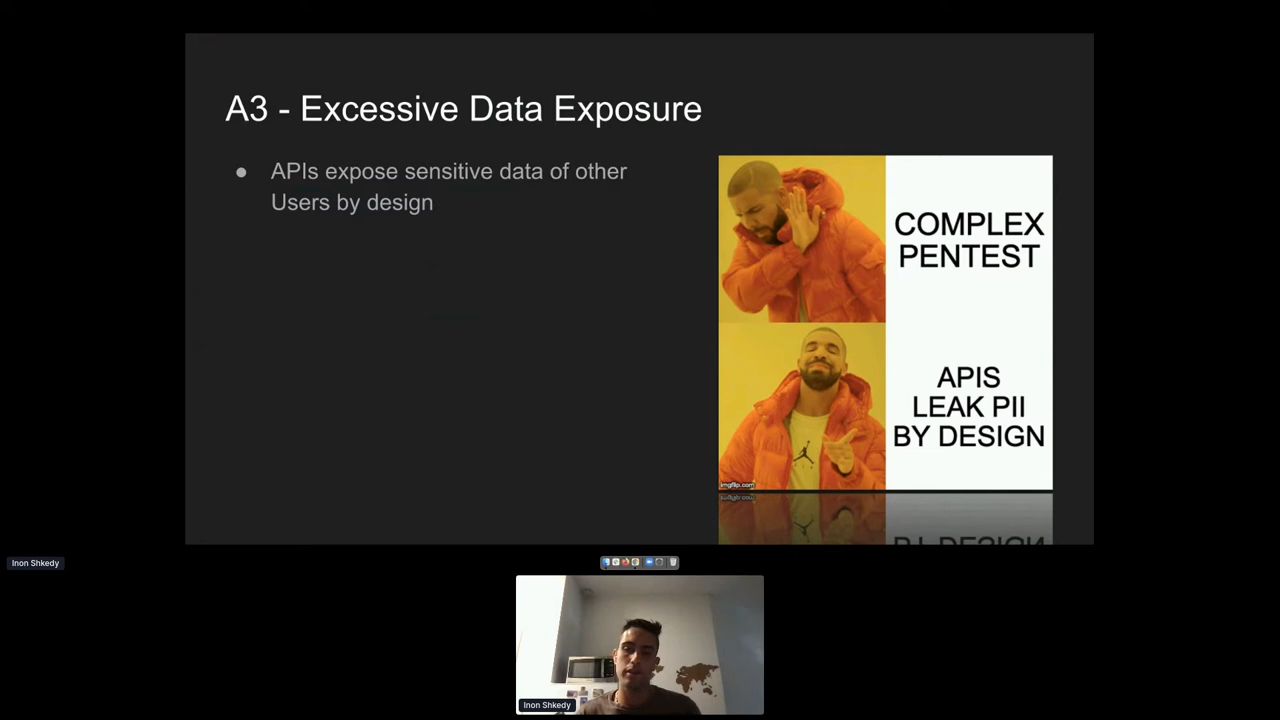 A3 - Excessive Data Exposure
● APIs expose sensitive data of other
Users by design
COMPLEX
PENTEST
APIS
LEAK PII
BY DESIGN
imgflip.com
Inon Shkedy
Inon Shkedy